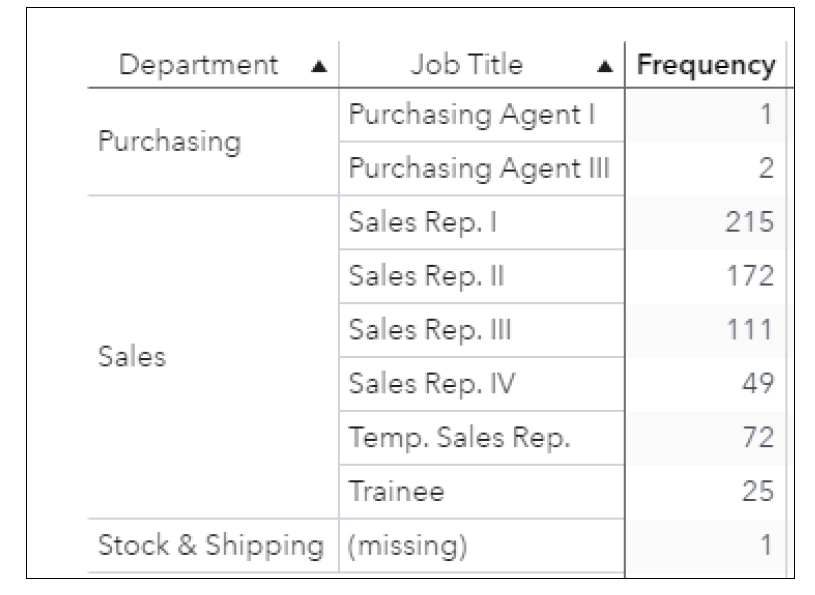 Department ▲ Job Title ▲ Frequency
Purchasing Purchasing Agent I 1
Purchasing Agent III 2
Sales Sales Rep. I 215
Sales Rep. II 172
Sales Rep. III 111
Sales Rep. IV 49
Temp. Sales Rep. 72
Trainee 25
Stock & Shipping (missing) 1